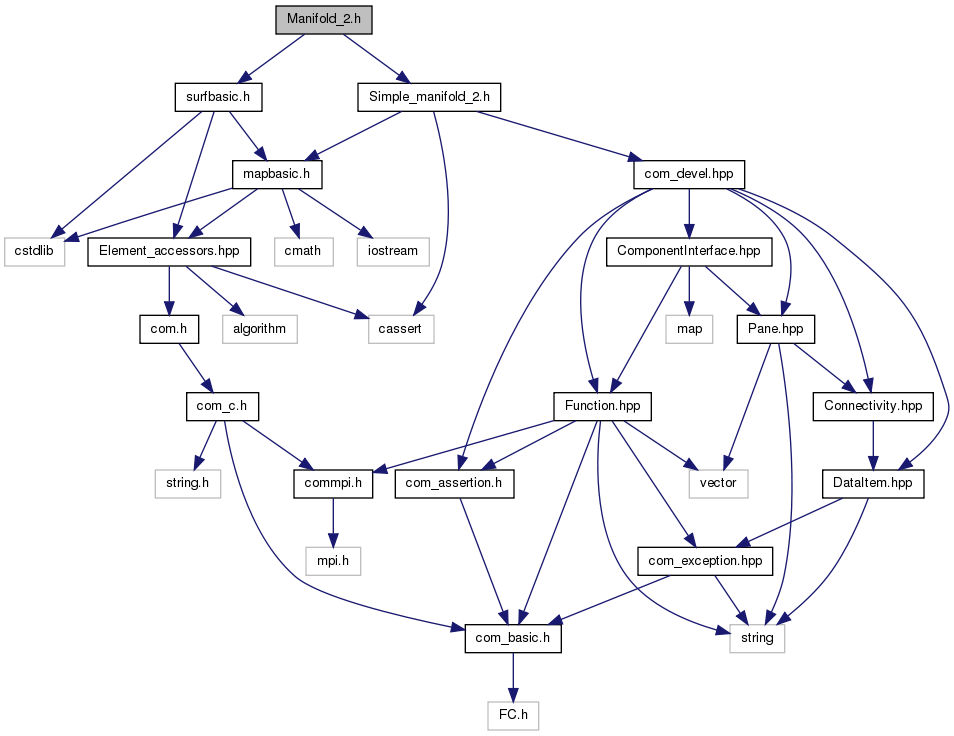 Manifold_2.h
surfbasic.h
Simple_manifold_2.h
mapbasic.h
com_devel.hpp
cstdlib
Element_accessors.hpp
cmath
iostream
ComponentInterface.hpp
com.h
algorithm
cassert
map
Pane.hpp
com_c.h
Function.hpp
Connectivity.hpp
string.h
commpi.h
com_assertion.h
vector
DataItem.hpp
mpi.h
com_exception.hpp
com_basic.h
string
FC.h